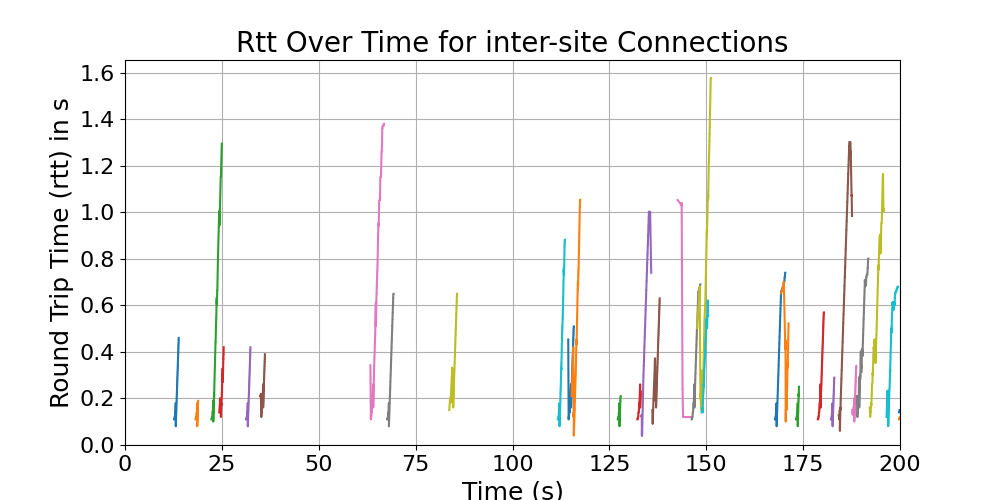 Rtt Over Time for inter-site Connections
Round Trip Time (rtt) in s
1.6
1.4
1.2
1.0
0.8
0.6
0.4
0.2
0.0
0 25 50 75 100 125 150 175 200
Time (s)